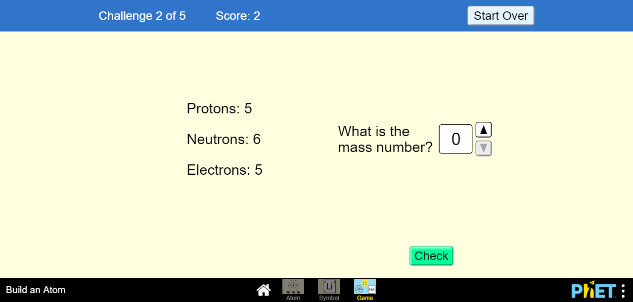 Challenge 2 of 5 Score: 2 Start Over
Protons: 5
Neutrons: 6
Electrons: 5
What is the
mass number? 0
Check
Build an Atom
Atom Symbol Game
Li
PhET